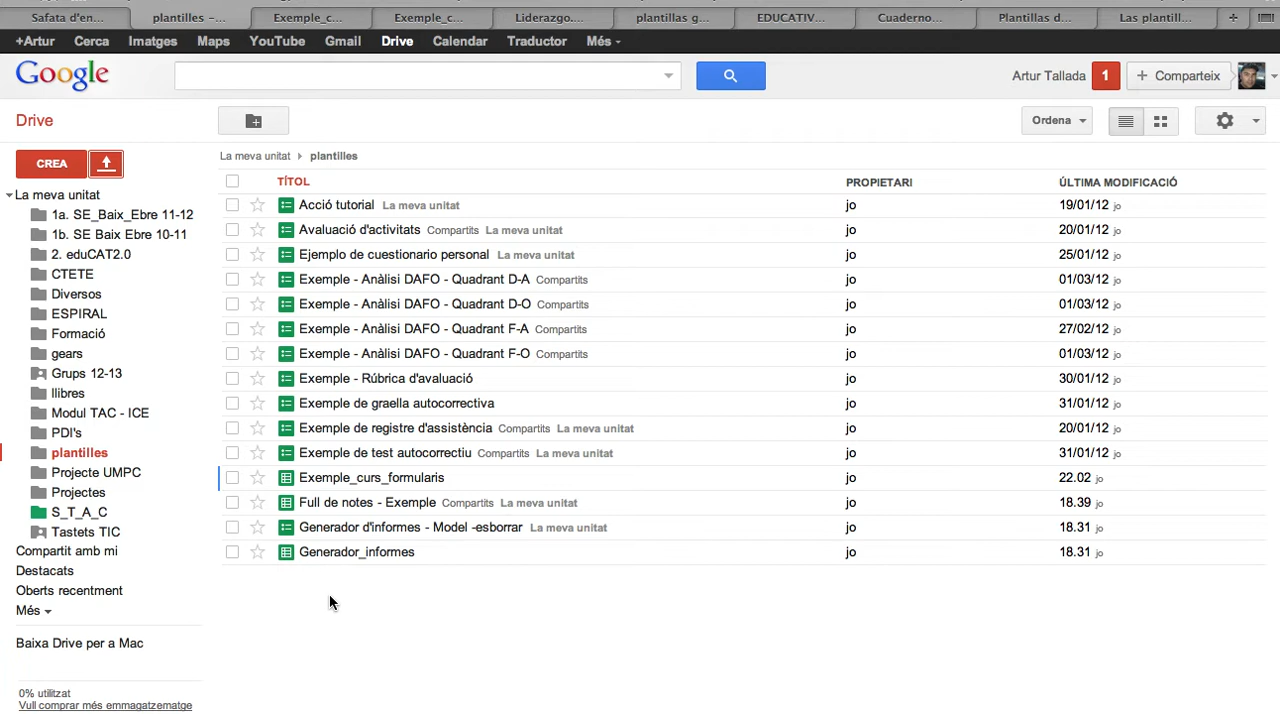 Safata d'en... plantilles –... Exemple_c... Exemple_c... Liderazgo.... plantillas g... EDUCATIV... Cuaderno... Plantillas d... Las plantill...
+Artur Cerca Imatges Maps YouTube Gmail Drive Calendar Traductor Més
Google Artur Tallada 1 + Comparteix
Drive Ordena
CREA
La meva unitat plantilles
TÍTOL PROPIETARI ÚLTIMA MODIFICACIÓ
Acció tutorial La meva unitat jo 19/01/12 jo
Avaluació d'activitats Compartits La meva unitat jo 20/01/12 jo
Ejemplo de cuestionario personal La meva unitat jo 25/01/12 jo
Exemple - Anàlisi DAFO - Quadrant D-A Compartits jo 01/03/12 jo
Exemple - Anàlisi DAFO - Quadrant D-O Compartits jo 01/03/12 jo
Exemple - Anàlisi DAFO - Quadrant F-A Compartits jo 27/02/12 jo
Exemple - Anàlisi DAFO - Quadrant F-O Compartits jo 01/03/12 jo
Exemple - Rúbrica d'avaluació jo 30/01/12 jo
Exemple de graella autocorrectiva jo 31/01/12 jo
Exemple de registre d'assistència Compartits La meva unitat jo 20/01/12 jo
Exemple de test autocorrectiu Compartits La meva unitat jo 31/01/12 jo
Exemple_curs_formularis jo 22.02 jo
Full de notes - Exemple Compartits La meva unitat jo 18.39 jo
Generador d'informes - Model -esborrar La meva unitat jo 18.31 jo
Generador_informes jo 18.31 jo
La meva unitat
1a. SE_Baix_Ebre 11-12
1b. SE Baix Ebre 10-11
2. eduCAT2.0
CTETE
Diversos
ESPIRAL
Formació
gears
Grups 12-13
llibres
Modul TAC - ICE
PDI's
plantilles
Projecte UMPC
Projectes
S_T_A_C
Tastets TIC
Compartit amb mi
Destacats
Oberts recentment
Més
Baixa Drive per a Mac
0% utilitzat
Vull comprar més emmagatzematge